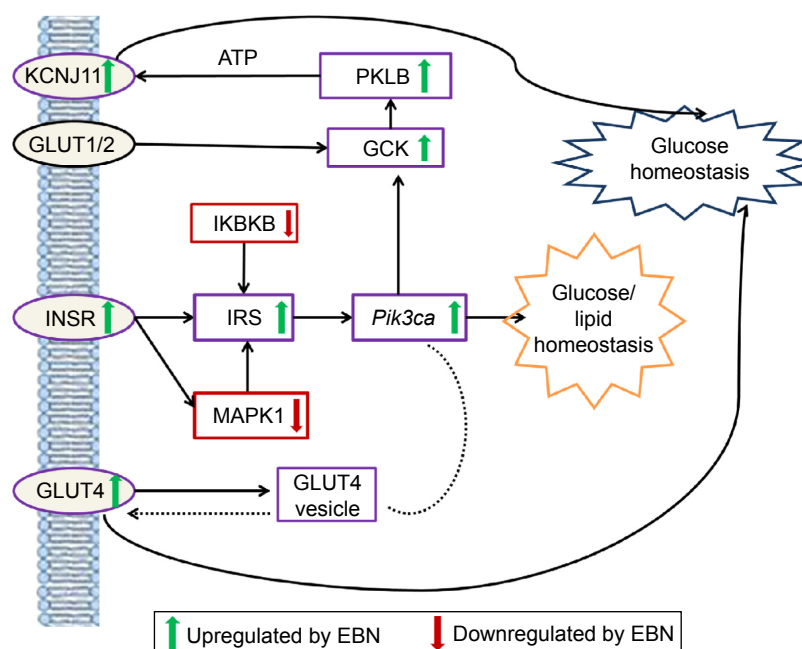 KCNJ11
ATP
PKLB
GLUT1/2
GCK
Glucose
homeostasis
IKBKB
INSR
IRS
Pik3ca
Glucose/
lipid
homeostasis
MAPK1
GLUT4
GLUT4
vesicle
Upregulated by EBN
Downregulated by EBN